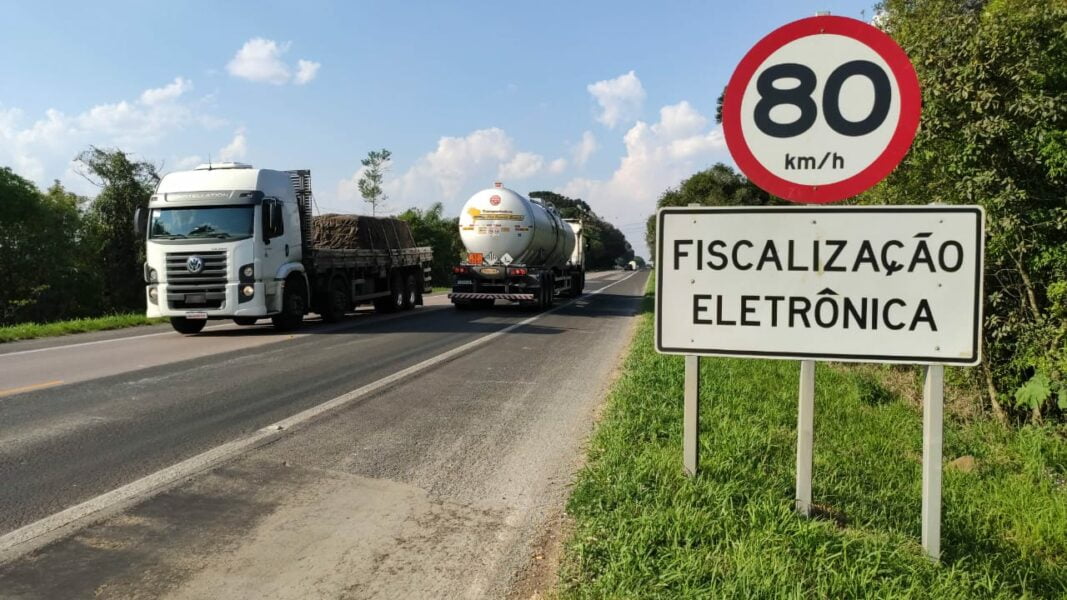 80
km/h
FISCALIZAÇÃO
ELETRÔNICA